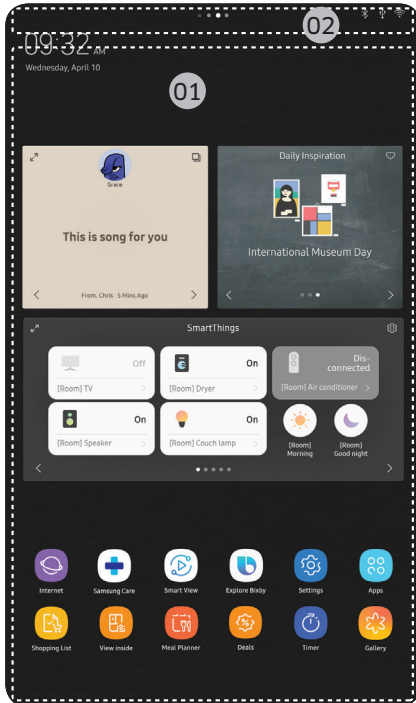 02
09:32 AM
Wednesday, April 10
01
Grace
This is song for you
From. Chris 5 Mins Ago
Daily Inspiration
International Museum Day
SmartThings
Off
[Room] TV
On
[Room] Dryer
Dis-
connected
[Room] Air conditioner
On
[Room] Speaker
On
[Room] Couch lamp
[Room]
Morning
[Room]
Good night
Internet
Samsung Care
Smart View
Explore Bixby
Settings
Apps
Shopping List
View inside
Meal Planner
Deals
Timer
Gallery